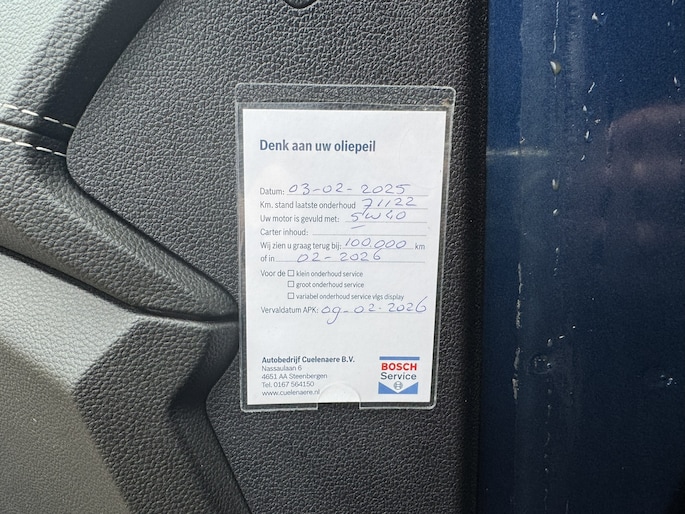 Denk aan uw oliepeil
Datum: 03-02-2025
Km. stand laatste onderhoud 71122
Uw motor is gevuld met: 5W40
Carter inhoud: —
Wij zien u graag terug bij: 100.000 km
of in 02-2026
Voor de ☐ klein onderhoud service
☐ groot onderhoud service
☐ variabel onderhoud service vlgs display
Vervaldatum APK: 09-02-2026
Autobedrijf Cuelenaere B.V.
Nassaulaan 6
4651 AA Steenbergen
Tel. 0167 564150
www.cuelenaere.nl
BOSCH
Service